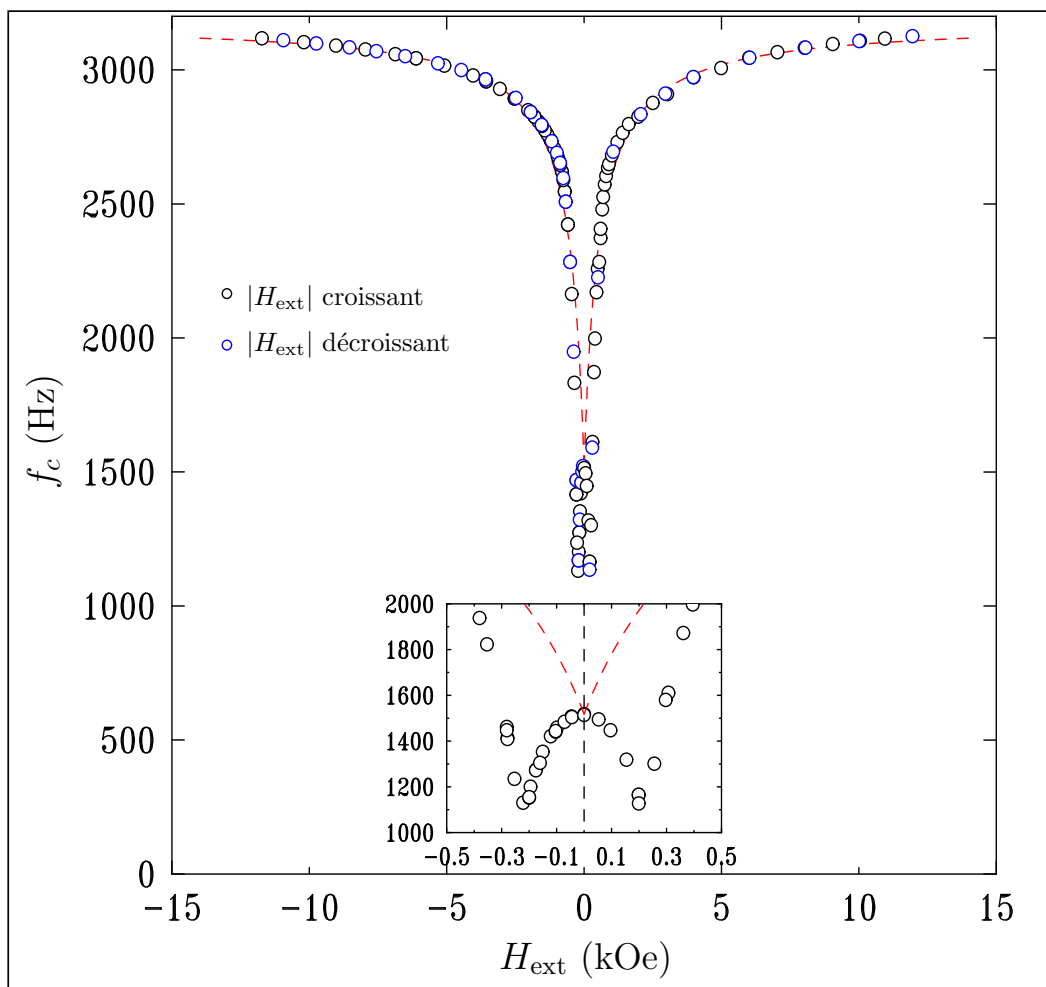 3000
2500
2000
1500
1000
500
0
f_c (Hz)
|H_ext| croissant
|H_ext| décroissant
2000
1800
1600
1400
1200
1000
−0.5 −0.3 −0.1 0.1 0.3 0.5
−15 −10 −5 0 5 10 15
H_ext (kOe)